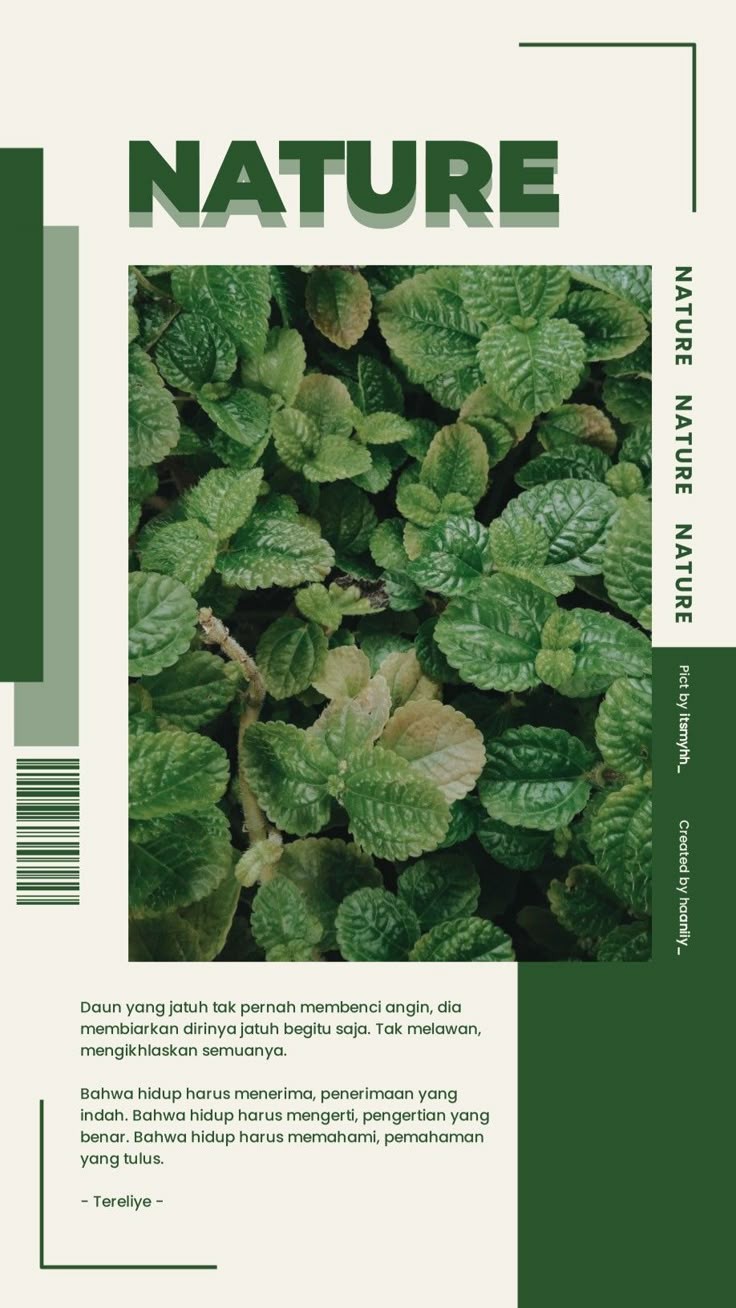 NATURE
NATURE NATURE NATURE
Pict by itsmyhh_
Created by haaniiy_
Daun yang jatuh tak pernah membenci angin, dia
membiarkan dirinya jatuh begitu saja. Tak melawan,
mengikhlaskan semuanya.
Bahwa hidup harus menerima, penerimaan yang
indah. Bahwa hidup harus mengerti, pengertian yang
benar. Bahwa hidup harus memahami, pemahaman
yang tulus.
- Tereliye -